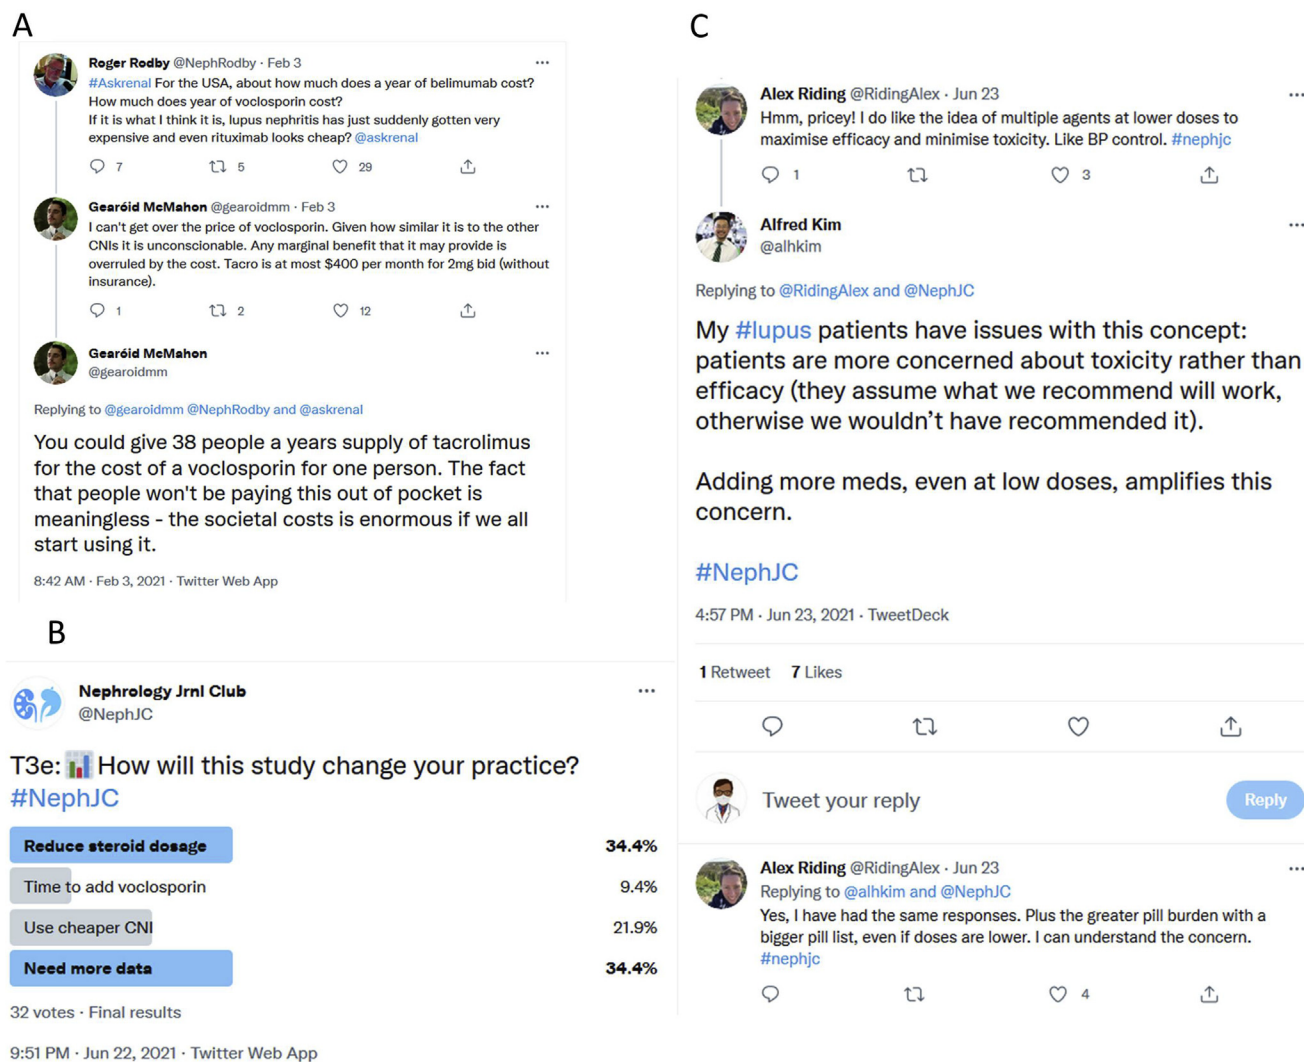 A
Roger Rodby @NephRodby · Feb 3
#Askrenal For the USA, about how much does a year of belimumab cost?
How much does year of voclosporin cost?
If it is what I think it is, lupus nephritis has just suddenly gotten very
expensive and even rituximab looks cheap? @askrenal
7 5 29
Gearóid McMahon @gearoidmm · Feb 3
I can't get over the price of voclosporin. Given how similar it is to the other
CNIs it is unconscionable. Any marginal benefit that it may provide is
overruled by the cost. Tacro is at most $400 per month for 2mg bid (without
insurance).
1 2 12
Gearóid McMahon
@gearoidmm
Replying to @gearoidmm @NephRodby and @askrenal
You could give 38 people a years supply of tacrolimus
for the cost of a voclosporin for one person. The fact
that people won't be paying this out of pocket is
meaningless - the societal costs is enormous if we all
start using it.
8:42 AM · Feb 3, 2021 · Twitter Web App
B
Nephrology Jrnl Club
@NephJC
T3e: How will this study change your practice?
#NephJC
Reduce steroid dosage 34.4%
Time to add voclosporin 9.4%
Use cheaper CNI 21.9%
Need more data 34.4%
32 votes · Final results
9:51 PM · Jun 22, 2021 · Twitter Web App
C
Alex Riding @RidingAlex · Jun 23
Hmm, pricey! I do like the idea of multiple agents at lower doses to
maximise efficacy and minimise toxicity. Like BP control. #nephjc
1 3
Alfred Kim
@alhkim
Replying to @RidingAlex and @NephJC
My #lupus patients have issues with this concept:
patients are more concerned about toxicity rather than
efficacy (they assume what we recommend will work,
otherwise we wouldn't have recommended it).
Adding more meds, even at low doses, amplifies this
concern.
#NephJC
4:57 PM · Jun 23, 2021 · TweetDeck
1 Retweet 7 Likes
Tweet your reply
Reply
Alex Riding @RidingAlex · Jun 23
Replying to @alhkim and @NephJC
Yes, I have had the same responses. Plus the greater pill burden with a
bigger pill list, even if doses are lower. I can understand the concern.
#nephjc
4